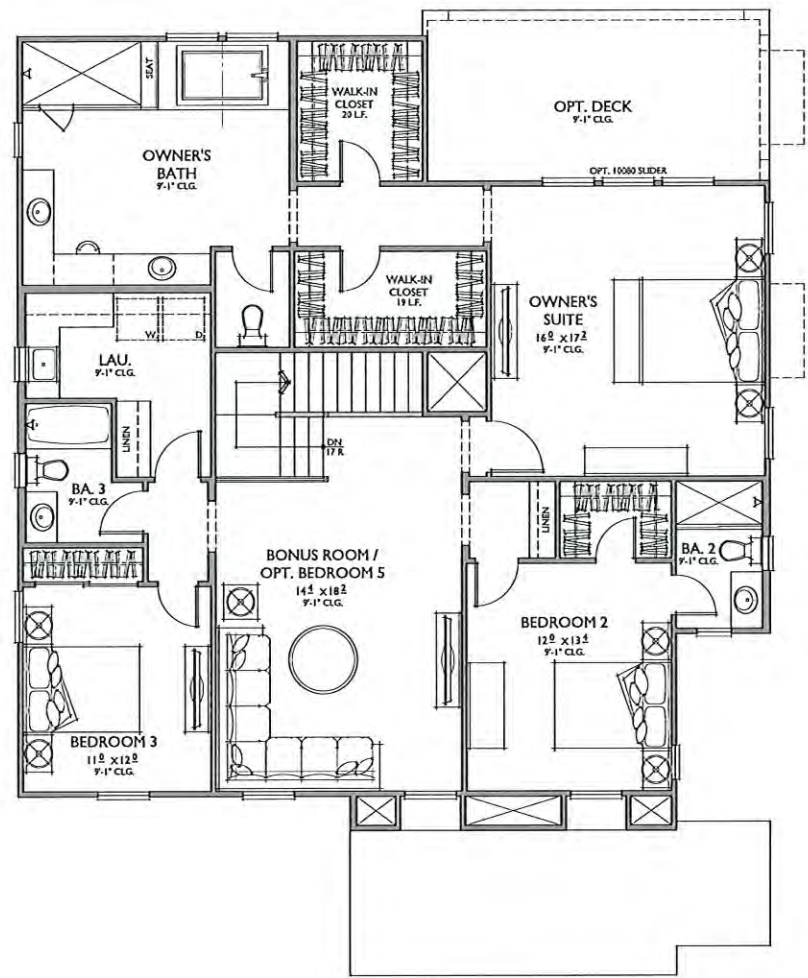 SEAT
WALK-IN
CLOSET
20 L.F.
OPT. DECK
9'-1" CLG.
OWNER'S
BATH
9'-1" CLG.
OPT. 10080 SLIDER
WALK-IN
CLOSET
19 L.F.
OWNER'S
SUITE
16⁰ X17²
9'-1" CLG.
W.
D.
LAU.
9'-1" CLG.
LINEN
DN
17 R.
BA. 3
9'-1" CLG.
LINEN
BA. 2
9'-1" CLG.
BONUS ROOM /
OPT. BEDROOM 5
14⁴ X18²
9'-1" CLG.
BEDROOM 2
12⁰ X13⁴
9'-1" CLG.
BEDROOM 3
11⁰ X12⁰
9'-1" CLG.